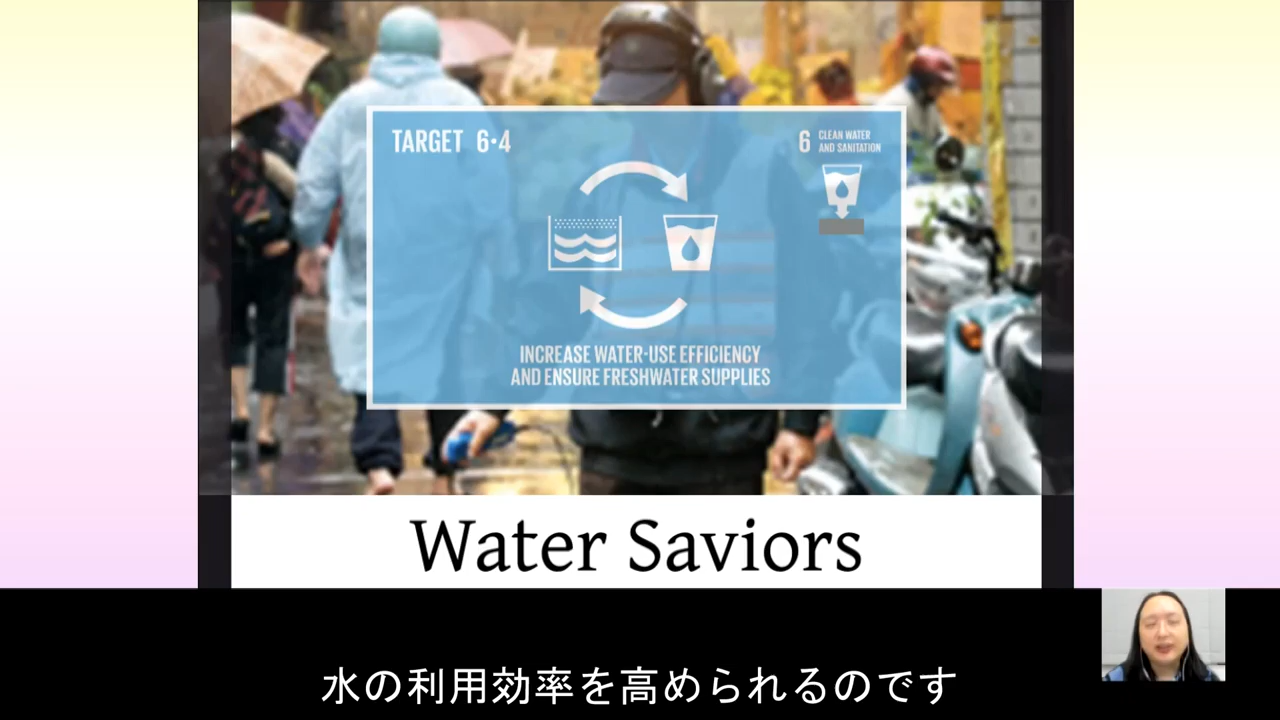 TARGET 6·4
6 CLEAN WATER
AND SANITATION
INCREASE WATER-USE EFFICIENCY
AND ENSURE FRESHWATER SUPPLIES
Water Saviors
水の利用効率を高められるのです